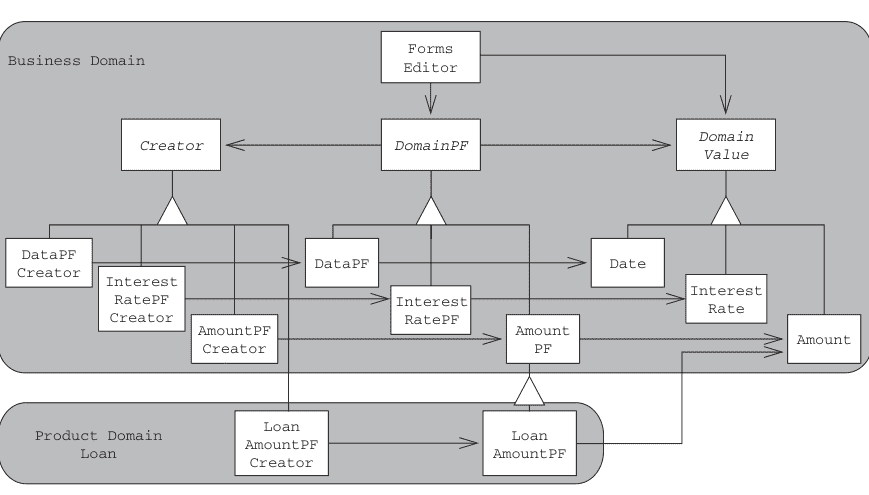 Business Domain
Forms
Editor
Creator
DomainPF
Domain
Value
DataPF
Creator
Interest
RatePF
Creator
AmountPF
Creator
DataPF
Interest
RatePF
Amount
PF
Date
Interest
Rate
Amount
Product Domain
Loan
Loan
AmountPF
Creator
Loan
AmountPF